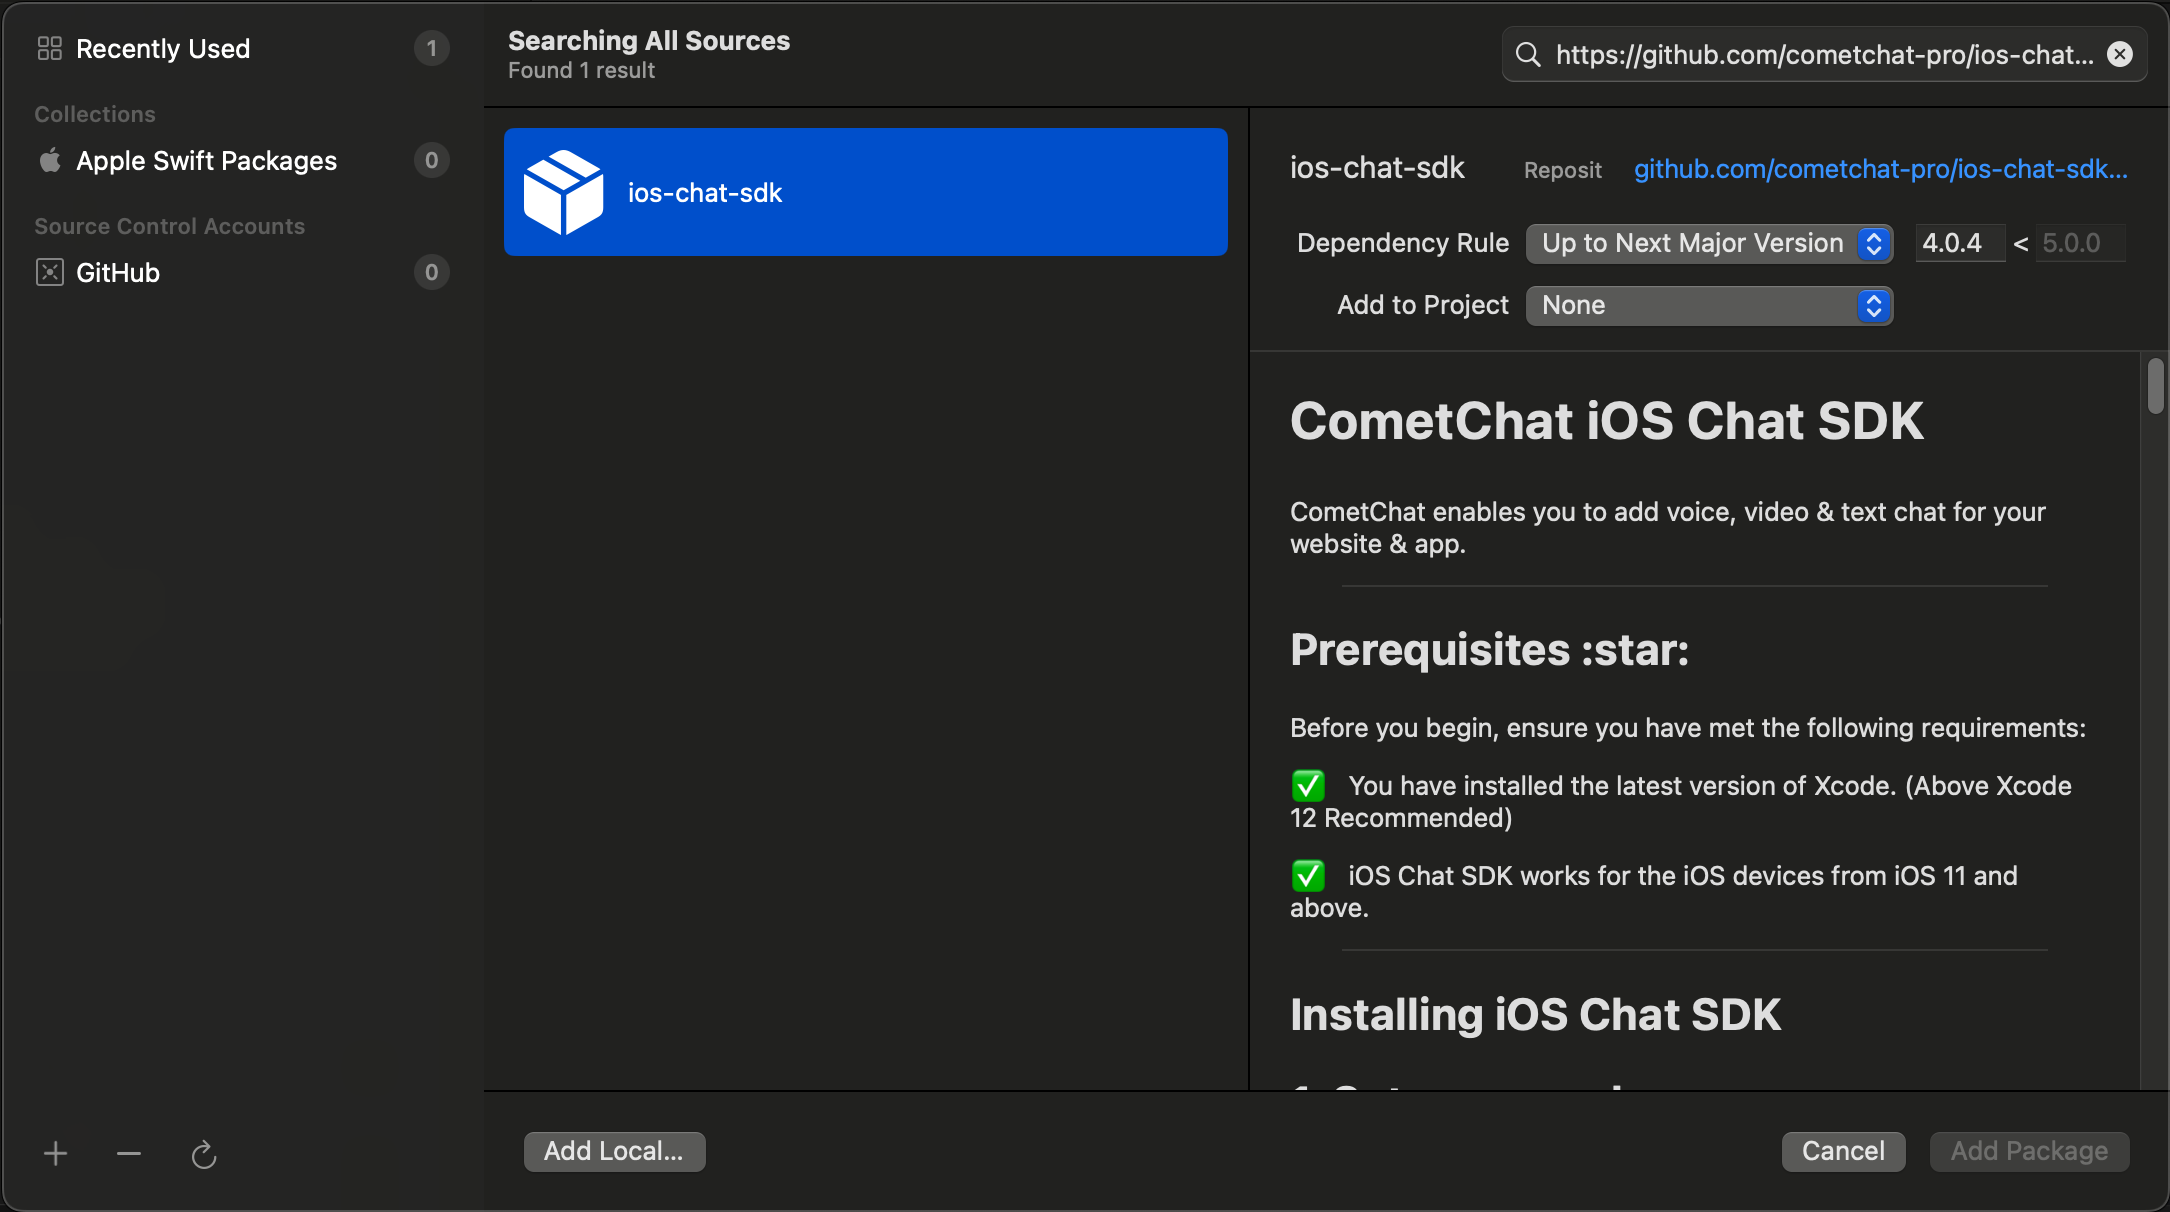 Recently Used 1
Collections
Apple Swift Packages 0
Source Control Accounts
GitHub 0
Searching All Sources
Found 1 result
https://github.com/cometchat-pro/ios-chat...
ios-chat-sdk
ios-chat-sdk Reposit github.com/cometchat-pro/ios-chat-sdk...
Dependency Rule Up to Next Major Version 4.0.4 < 5.0.0
Add to Project None
CometChat iOS Chat SDK
CometChat enables you to add voice, video & text chat for your
website & app.
Prerequisites :star:
Before you begin, ensure you have met the following requirements:
✅ You have installed the latest version of Xcode. (Above Xcode
12 Recommended)
✅ iOS Chat SDK works for the iOS devices from iOS 11 and
above.
Installing iOS Chat SDK
Add Local...
Cancel
Add Package